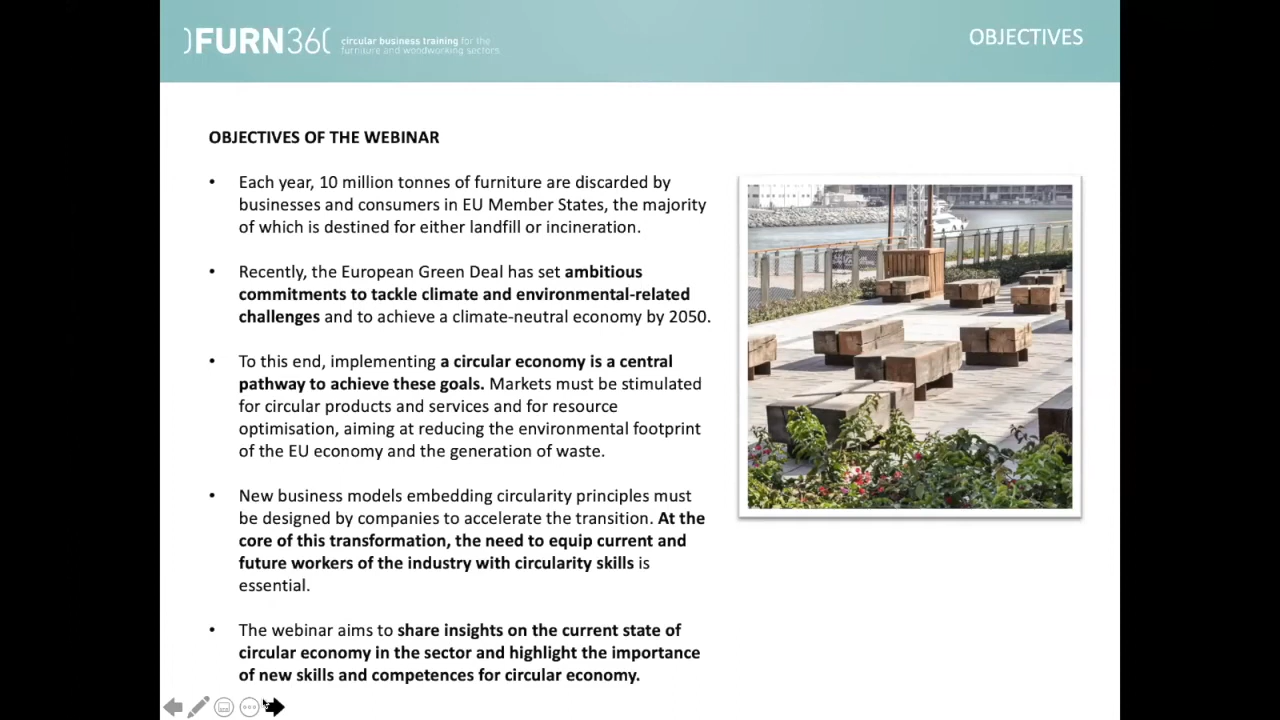 FURN360
circular business training for the
furniture and woodworking sectors
OBJECTIVES
OBJECTIVES OF THE WEBINAR
• Each year, 10 million tonnes of furniture are discarded by
businesses and consumers in EU Member States, the majority
of which is destined for either landfill or incineration.
• Recently, the European Green Deal has set ambitious
commitments to tackle climate and environmental-related
challenges and to achieve a climate-neutral economy by 2050.
• To this end, implementing a circular economy is a central
pathway to achieve these goals. Markets must be stimulated
for circular products and services and for resource
optimisation, aiming at reducing the environmental footprint
of the EU economy and the generation of waste.
• New business models embedding circularity principles must
be designed by companies to accelerate the transition. At the
core of this transformation, the need to equip current and
future workers of the industry with circularity skills is
essential.
• The webinar aims to share insights on the current state of
circular economy in the sector and highlight the importance
of new skills and competences for circular economy.